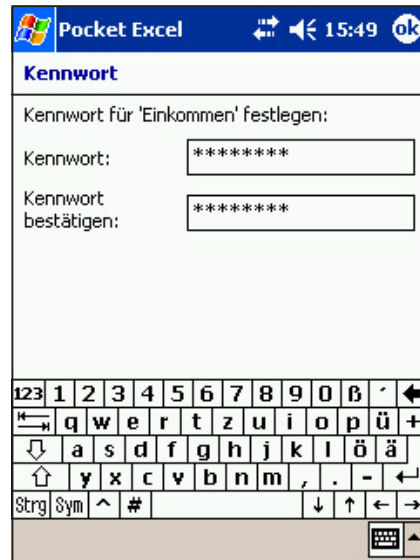 Pocket Excel 15:49 ok
Kennwort
Kennwort für 'Einkommen' festlegen:
Kennwort: ********
Kennwort
bestätigen: ********
123 1 2 3 4 5 6 7 8 9 0 ß ´
q w e r t z u i o p ü +
a s d f g h j k l ö ä
y x c v b n m , . -
Strg Sym ^ # ↓ ↑ ← →